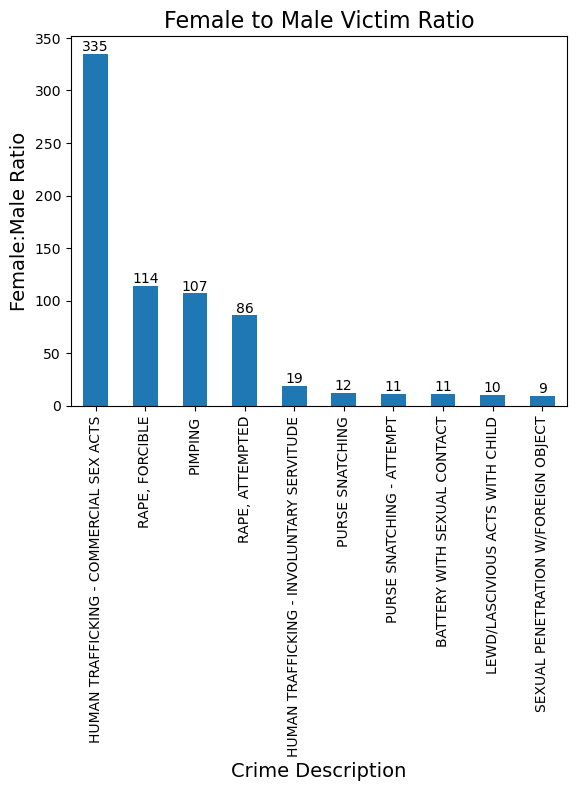 Female to Male Victim Ratio
350
300
250
200
150
100
50
0
Female:Male Ratio
335
114
107
86
19
12
11
11
10
9
HUMAN TRAFFICKING - COMMERCIAL SEX ACTS
RAPE, FORCIBLE
PIMPING
RAPE, ATTEMPTED
HUMAN TRAFFICKING - INVOLUNTARY SERVITUDE
PURSE SNATCHING
PURSE SNATCHING - ATTEMPT
BATTERY WITH SEXUAL CONTACT
LEWD/LASCIVIOUS ACTS WITH CHILD
SEXUAL PENETRATION W/FOREIGN OBJECT
Crime Description